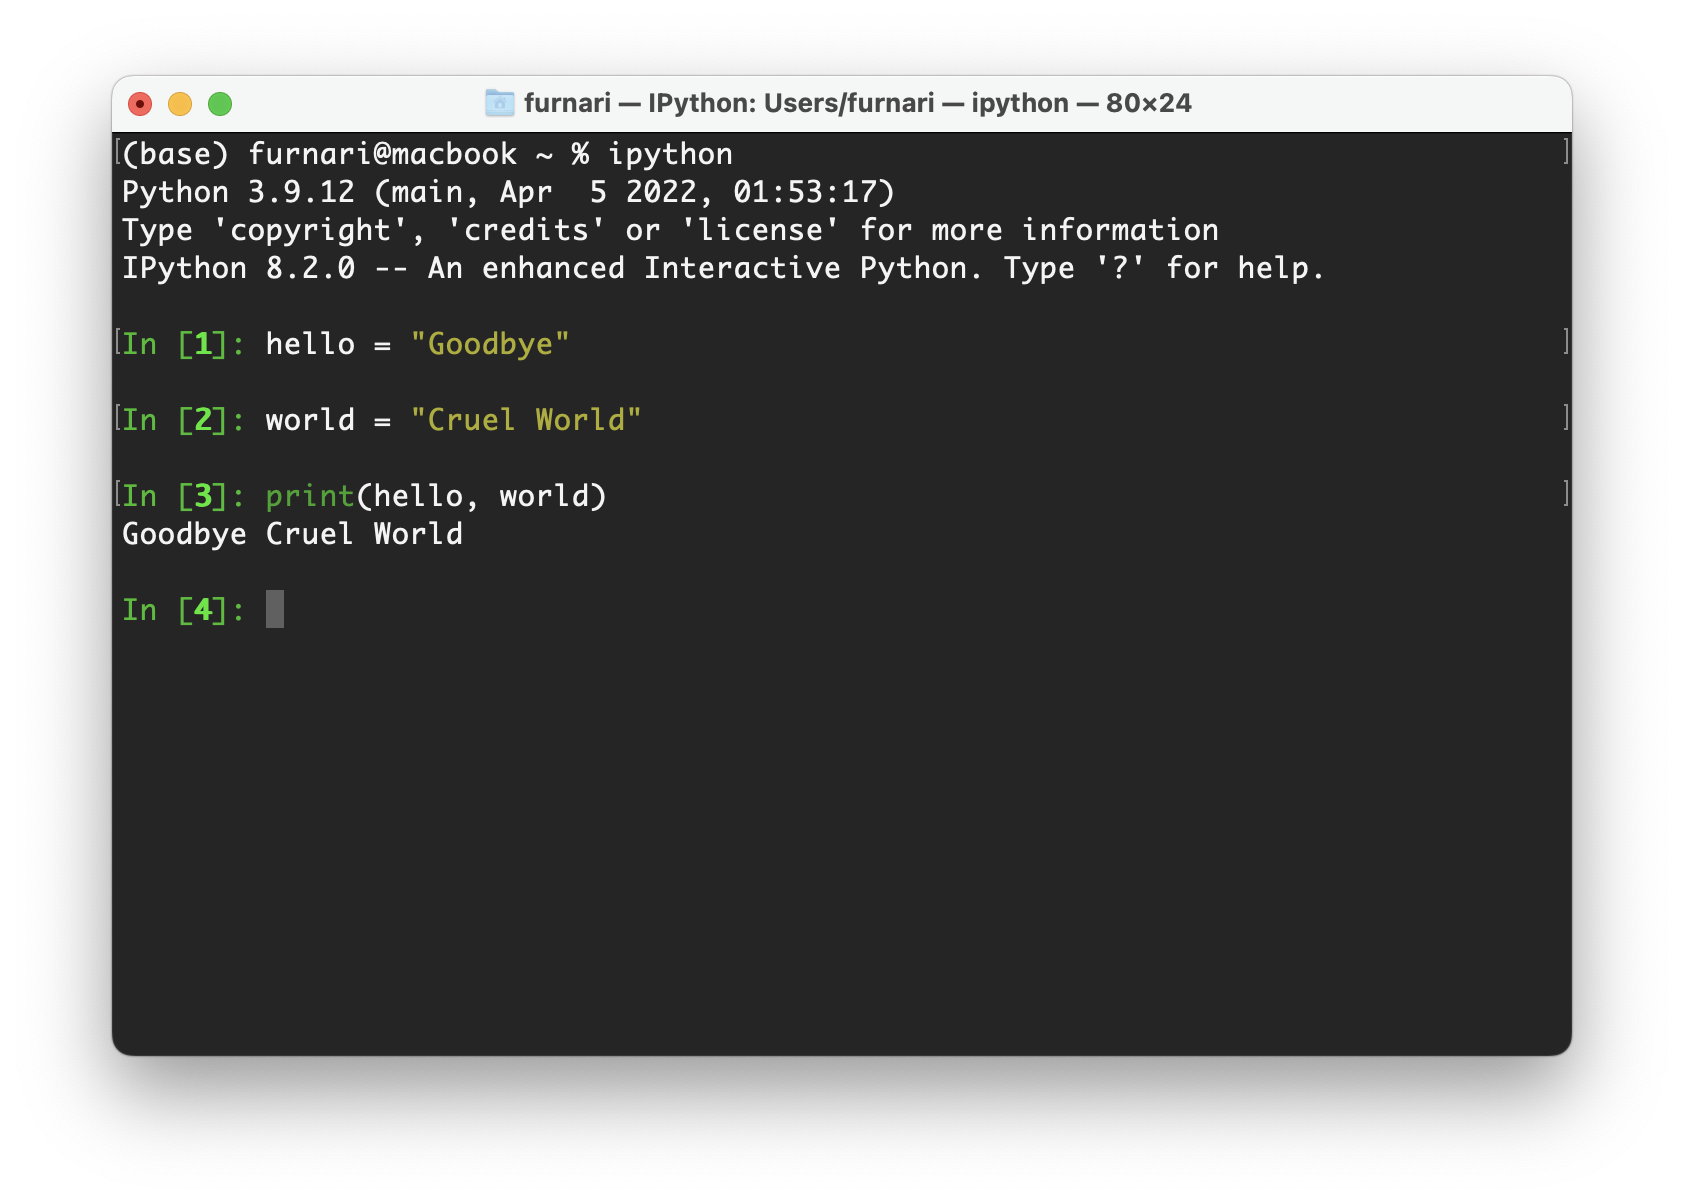 furnari — IPython: Users/furnari — ipython — 80×24
(base) furnari@macbook ~ % ipython
Python 3.9.12 (main, Apr  5 2022, 01:53:17)
Type 'copyright', 'credits' or 'license' for more information
IPython 8.2.0 -- An enhanced Interactive Python. Type '?' for help.
In [1]: hello = "Goodbye"
In [2]: world = "Cruel World"
In [3]: print(hello, world)
Goodbye Cruel World
In [4]: